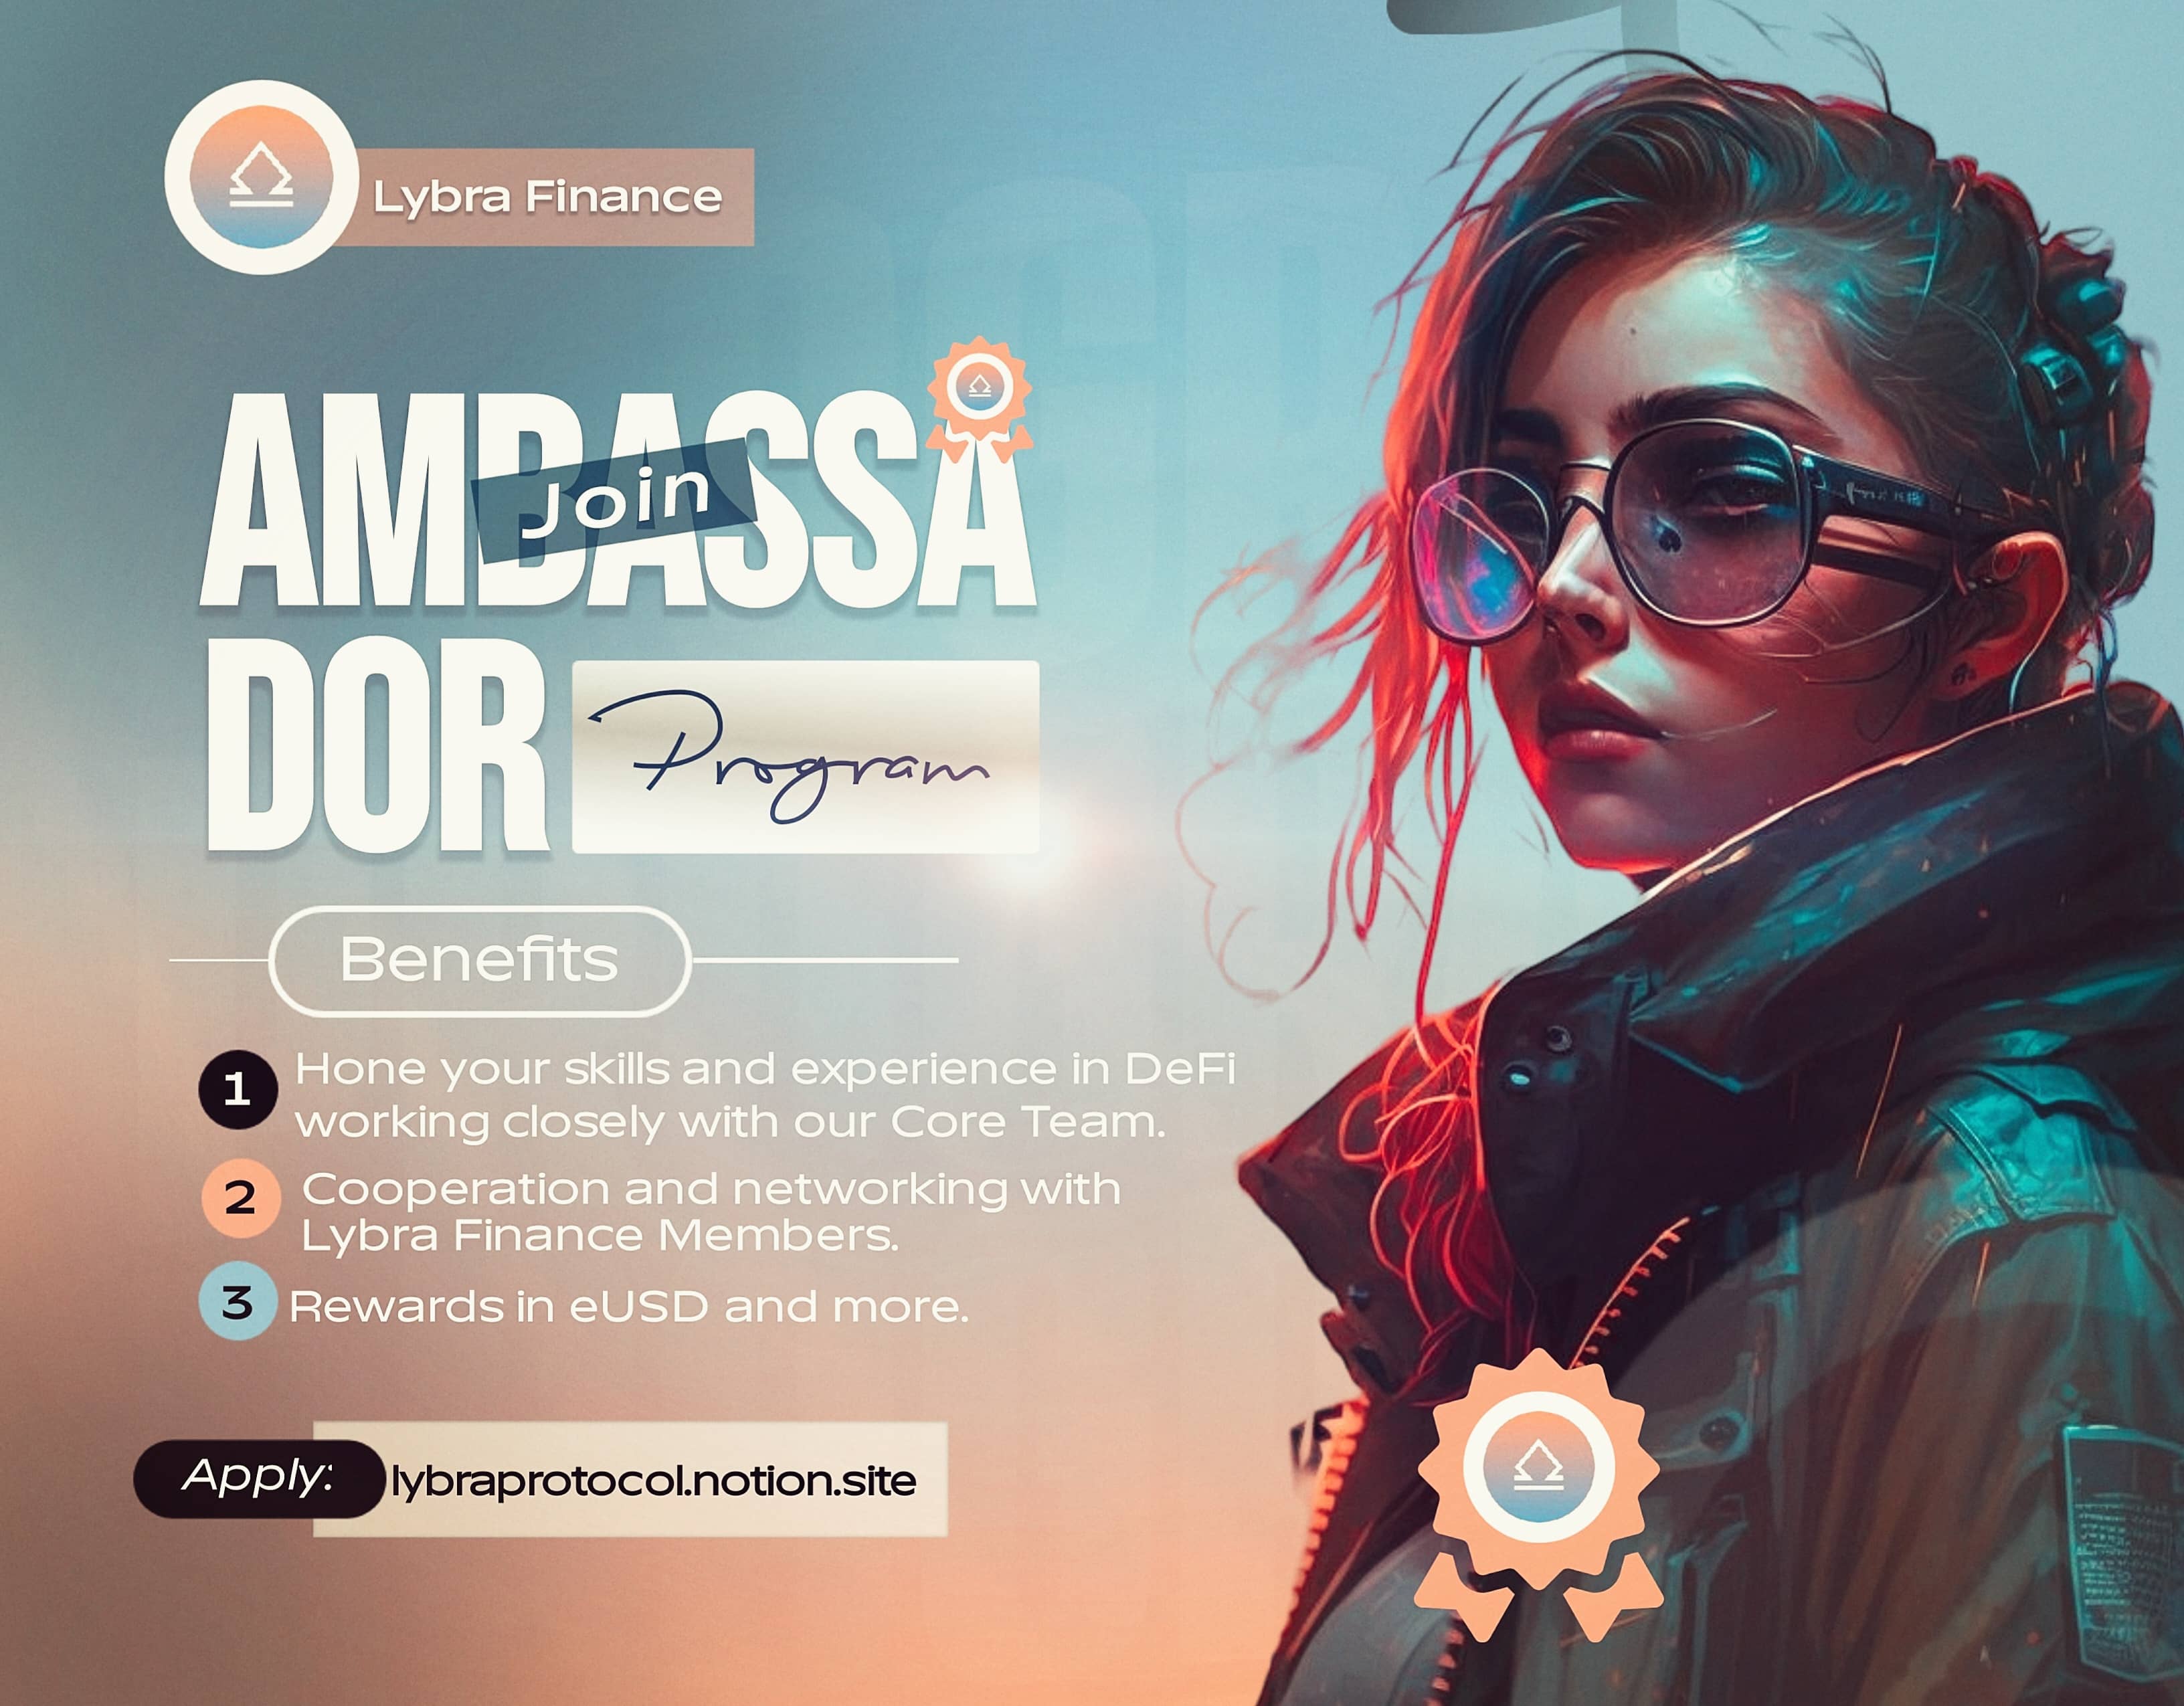 Lybra Finance
Join
AMBASSA
DOR Program
Benefits
1 Hone your skills and experience in DeFi
working closely with our Core Team.
2 Cooperation and networking with
Lybra Finance Members.
3 Rewards in eUSD and more.
Apply: lybraprotocol.notion.site